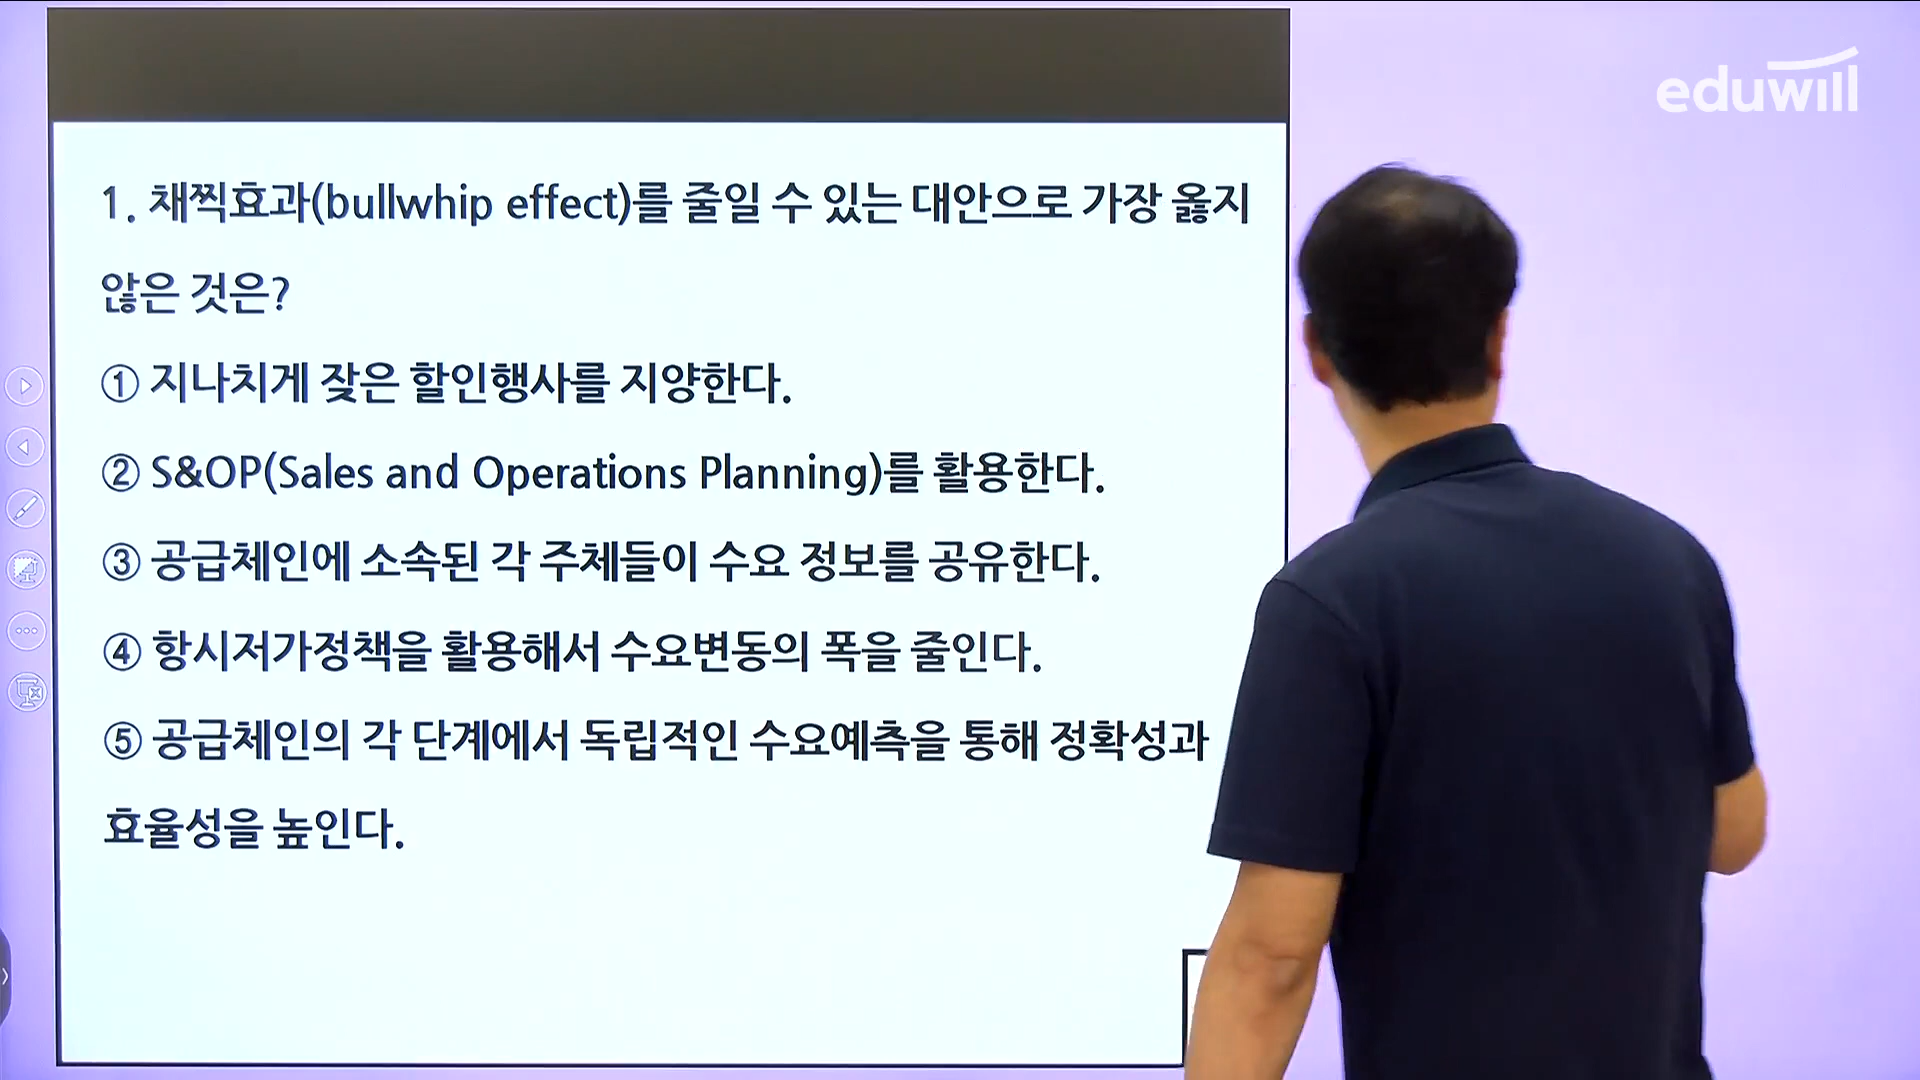 eduwill
1. 채찍효과(bullwhip effect)를 줄일 수 있는 대안으로 가장 옳지
않은 것은?
① 지나치게 잦은 할인행사를 지양한다.
② S&OP(Sales and Operations Planning)를 활용한다.
③ 공급체인에 소속된 각 주체들이 수요 정보를 공유한다.
④ 항시저가정책을 활용해서 수요변동의 폭을 줄인다.
⑤ 공급체인의 각 단계에서 독립적인 수요예측을 통해 정확성과
효율성을 높인다.